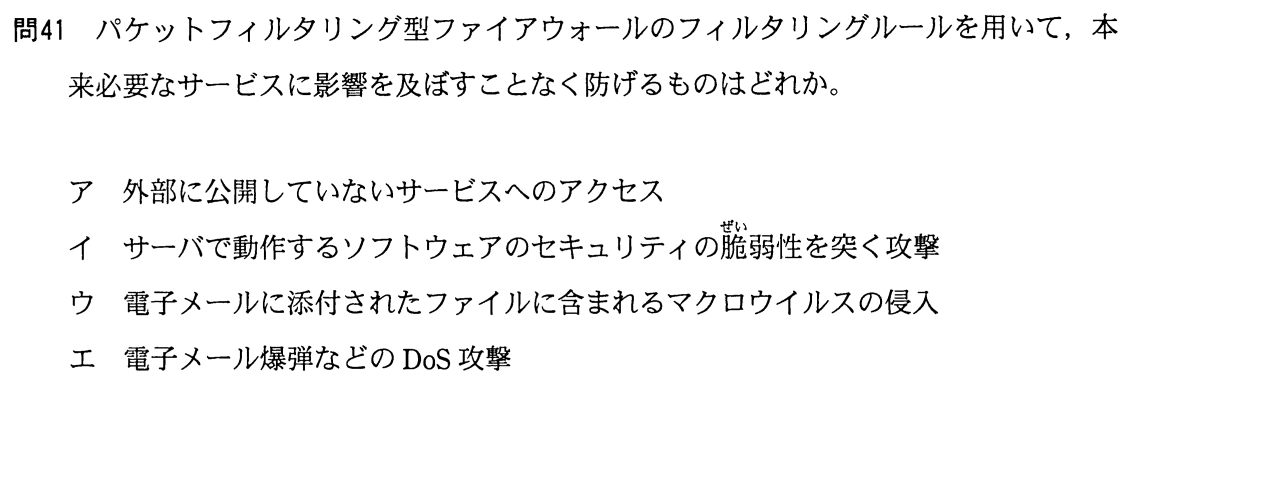 問41 パケットフィルタリング型ファイアウォールのフィルタリングルールを用いて，本
来必要なサービスに影響を及ぼすことなく防げるものはどれか。
ア 外部に公開していないサービスへのアクセス
ぜい
イ サーバで動作するソフトウェアのセキュリティの脆弱性を突く攻撃
ウ 電子メールに添付されたファイルに含まれるマクロウイルスの侵入
エ 電子メール爆弾などの DoS 攻撃